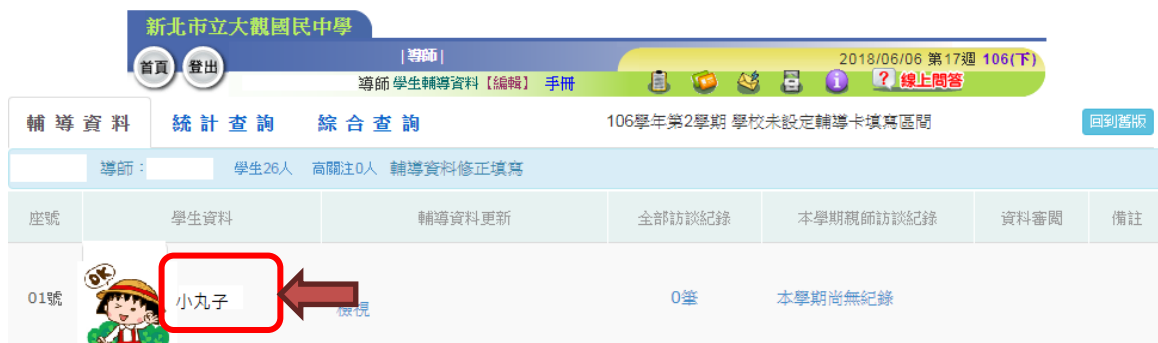 新北市立大觀國民中學
首頁 登出 |導師| 2018/06/06 第17週 106(下)
導師 學生輔導資料【編輯】 手冊 ? 線上問答
輔導資料 統計查詢 綜合查詢 106學年第2學期 學校未設定輔導卡填寫區間 回到舊版
導師: 學生26人 高關注0人 輔導資料修正填寫
座號 學生資料 輔導資料更新 全部訪談紀錄 本學期親師訪談紀錄 資料審閱 備註
OK
01號 小丸子 檢視 0筆 本學期尚無紀錄